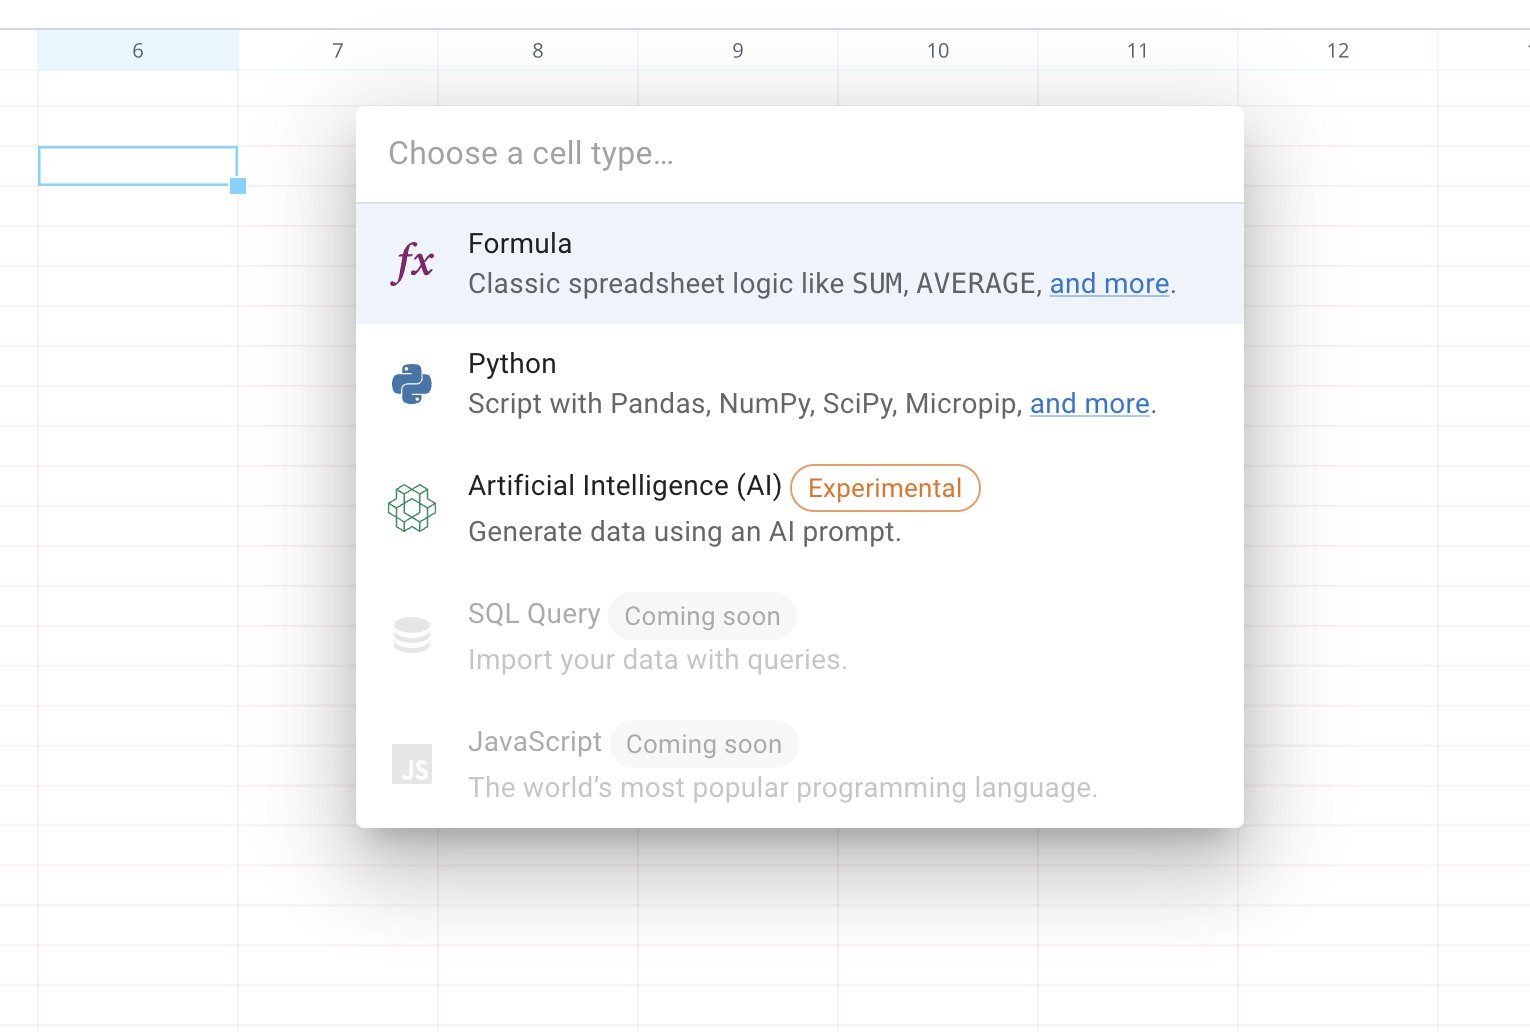 6 7 8 9 10 11 12
Choose a cell type…
fx
Formula
Classic spreadsheet logic like SUM, AVERAGE, and more.
Python
Script with Pandas, NumPy, SciPy, Micropip, and more.
Artificial Intelligence (AI) Experimental
Generate data using an AI prompt.
SQL Query Coming soon
Import your data with queries.
JS
JavaScript Coming soon
The world’s most popular programming language.